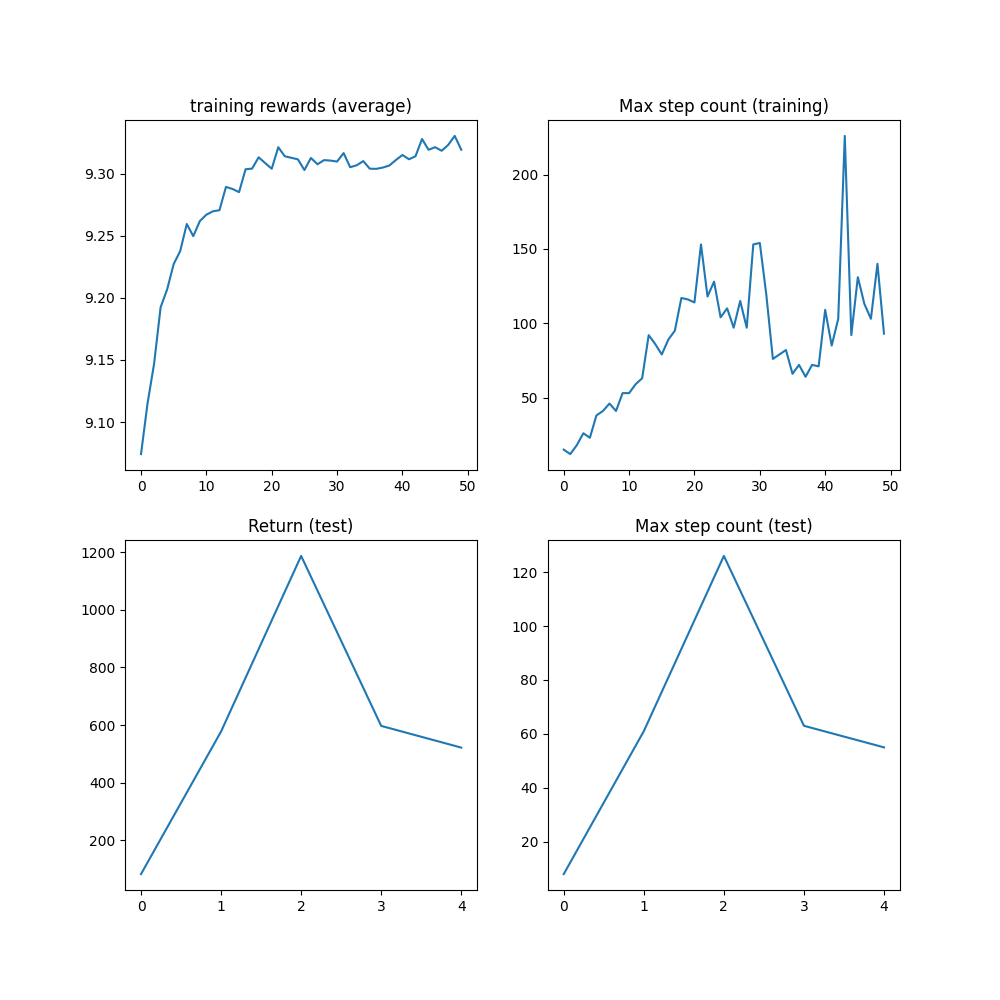 training rewards (average)
9.30
9.25
9.20
9.15
9.10
0 10 20 30 40 50
Max step count (training)
200
150
100
50
0 10 20 30 40 50
Return (test)
1200
1000
800
600
400
200
0 1 2 3 4
Max step count (test)
120
100
80
60
40
20
0 1 2 3 4